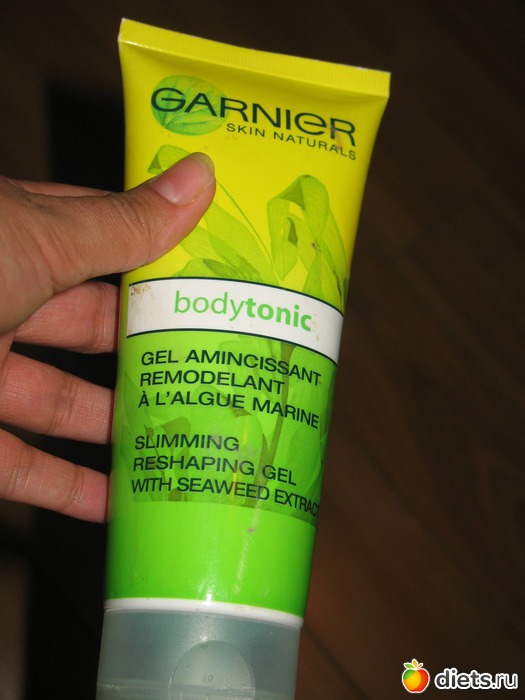 GARNIER
SKIN NATURALS
bodytonic
GEL AMINCISSANT
REMODELANT
À L'ALGUE MARINE
SLIMMING
RESHAPING GEL
WITH SEAWEED EXTRACT
diets.ru